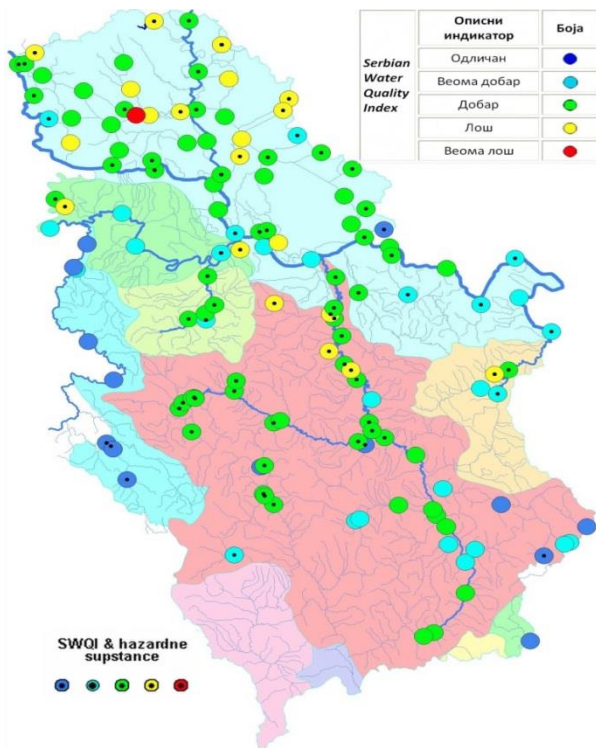 Serbian
Water
Quality
Index
Описни
индикатор
Боја
Одличан
Веома добар
Добар
Лош
Веома лош
SWQI & hazardne
supstance